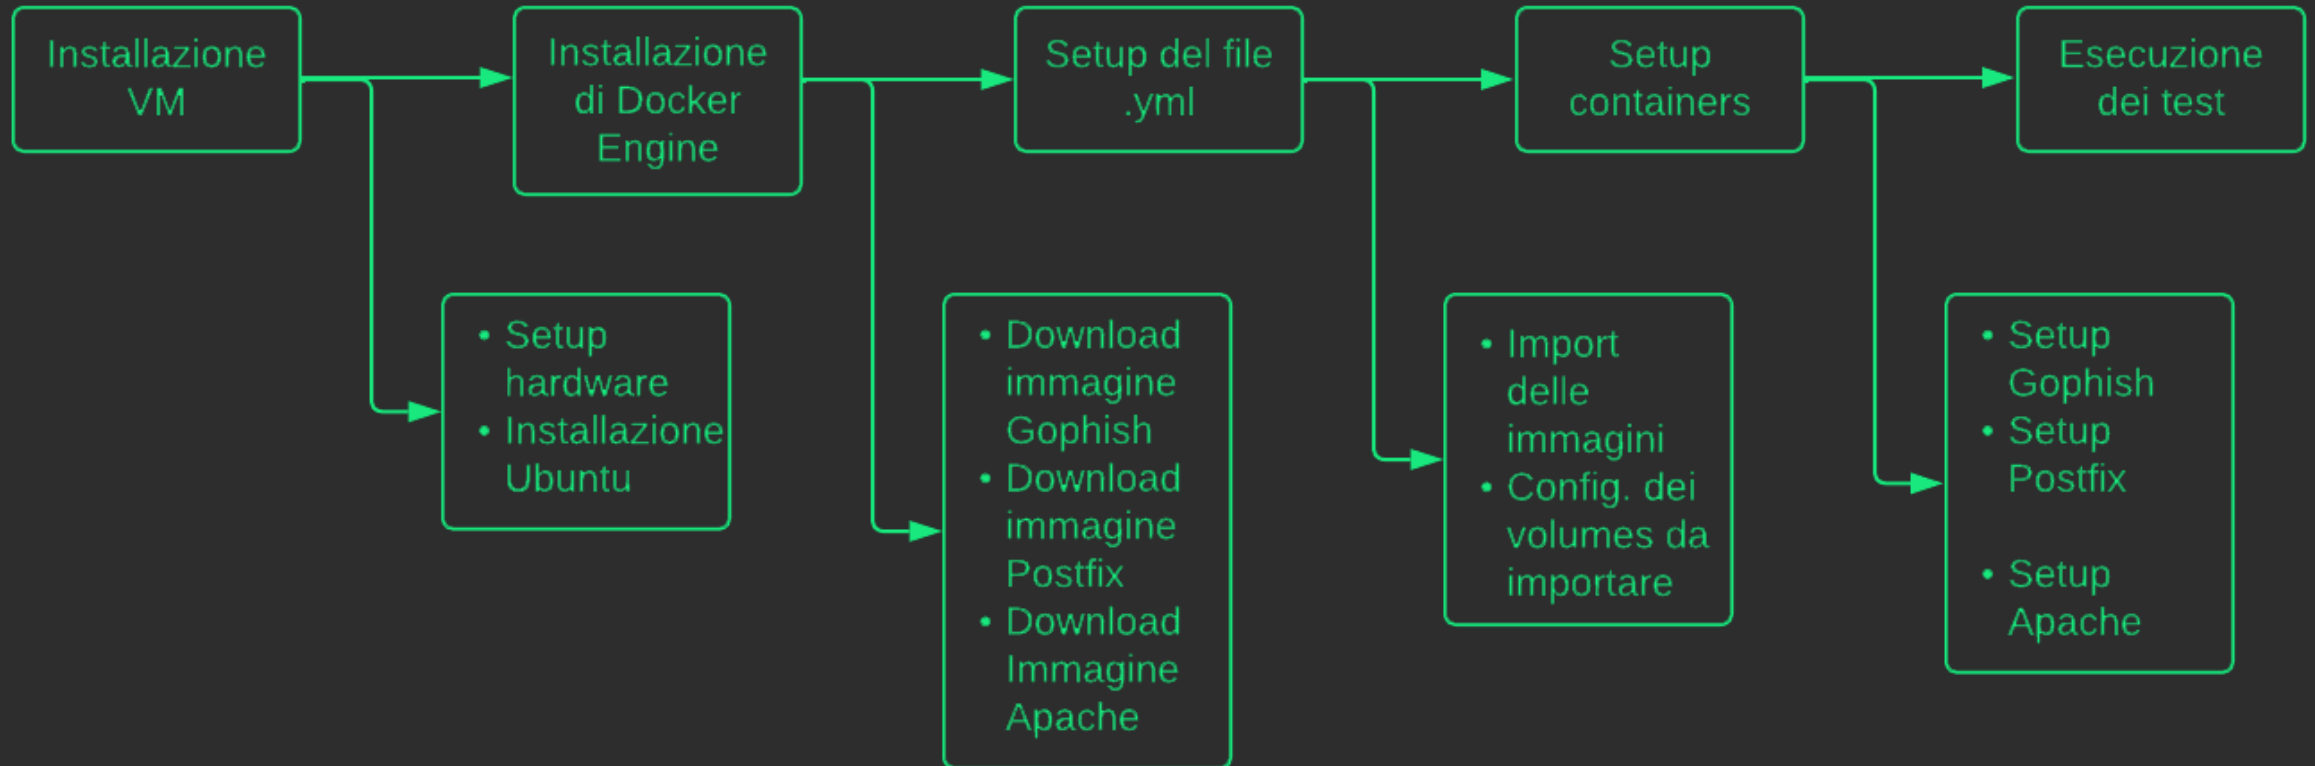 Installazione
VM
Installazione
di Docker
Engine
Setup del file
.yml
Setup
containers
Esecuzione
dei test
• Setup
hardware
• Installazione
Ubuntu
• Download
immagine
Gophish
• Download
immagine
Postfix
• Download
Immagine
Apache
• Import
delle
immagini
• Config. dei
volumes da
importare
• Setup
Gophish
• Setup
Postfix
• Setup
Apache